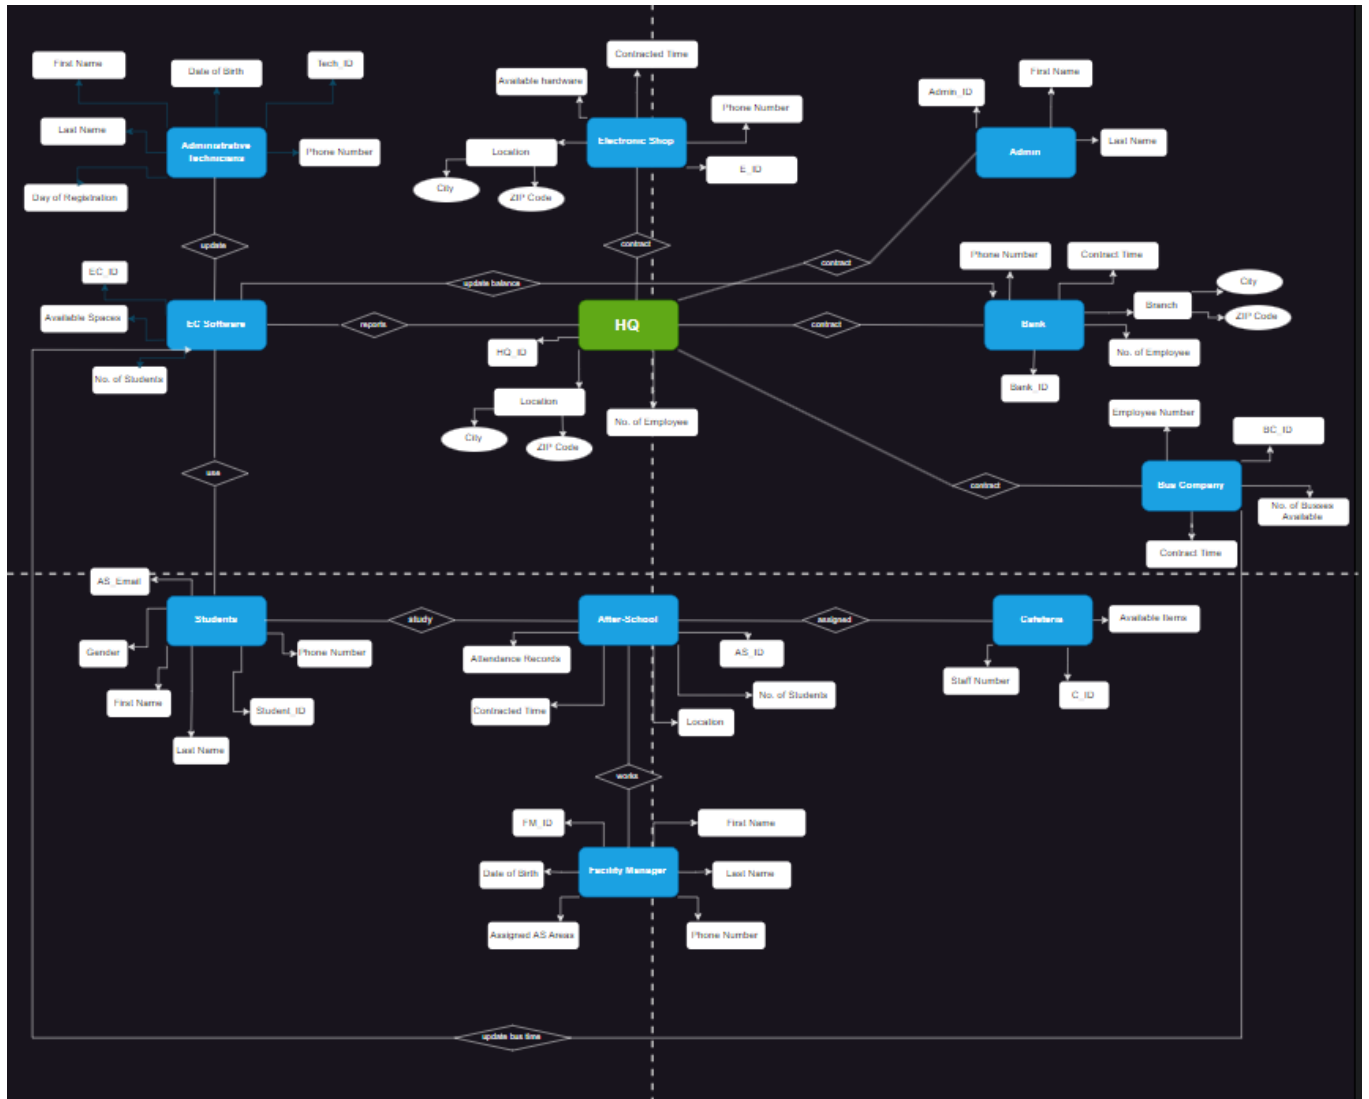 Contracted Time
First Name
Date of Birth
Tech_ID
Available hardware
First Name
Admin_ID
Phone Number
Last Name
Administrative
Technicians
Phone Number
Electronic Shop
Location
E_ID
Admin
Last Name
Day of Registration
City
ZIP Code
update
contract
contract
EC_ID
Available Spaces
EC Software
No. of Students
update balance
reports
HQ
HQ_ID
Location
City
ZIP Code
No. of Employee
contract
Phone Number
Contract Time
City
Branch
ZIP Code
Bank
No. of Employee
Bank_ID
Employee Number
BC_ID
use
contract
Bus Company
No. of Busses
Available
Contract Time
AS_Email
Students
study
After-School
assigned
Cafeteria
Available Items
Gender
Phone Number
First Name
Student_ID
Last Name
Attendance Records
AS_ID
Contracted Time
No. of Students
Location
Staff Number
C_ID
works
FM_ID
First Name
Date of Birth
Facility Manager
Last Name
Assigned AS Areas
Phone Number
update bus time